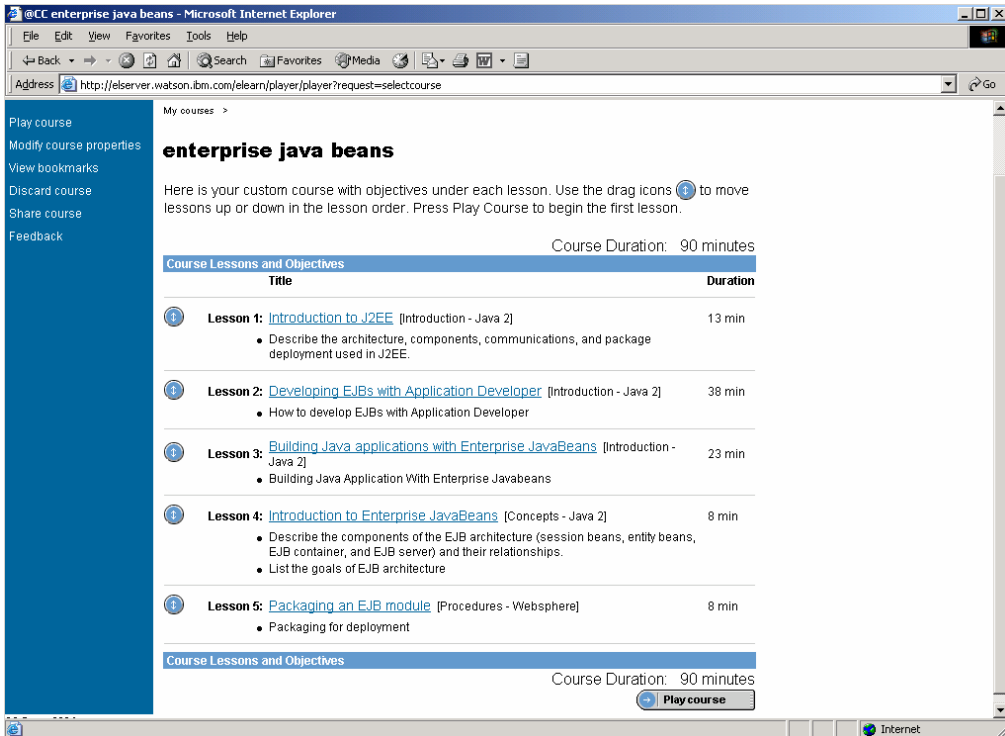 @CC enterprise java beans - Microsoft Internet Explorer
File Edit View Favorites Tools Help
Back Search Favorites Media
Address http://elserver.watson.ibm.com/elearn/player/player?request=selectcourse Go
My courses >
Play course
Modify course properties
View bookmarks
Discard course
Share course
Feedback
enterprise java beans
Here is your custom course with objectives under each lesson. Use the drag icons to move
lessons up or down in the lesson order. Press Play Course to begin the first lesson.
Course Duration: 90 minutes
Course Lessons and Objectives
Title Duration
Lesson 1: Introduction to J2EE [Introduction - Java 2] 13 min
• Describe the architecture, components, communications, and package
deployment used in J2EE.
Lesson 2: Developing EJBs with Application Developer [Introduction - Java 2] 38 min
• How to develop EJBs with Application Developer
Lesson 3: Building Java applications with Enterprise JavaBeans [Introduction -
Java 2] 23 min
• Building Java Application With Enterprise Javabeans
Lesson 4: Introduction to Enterprise JavaBeans [Concepts - Java 2] 8 min
• Describe the components of the EJB architecture (session beans, entity beans,
EJB container, and EJB server) and their relationships.
• List the goals of EJB architecture
Lesson 5: Packaging an EJB module [Procedures - Websphere] 8 min
• Packaging for deployment
Course Lessons and Objectives
Course Duration: 90 minutes
Play course
Internet